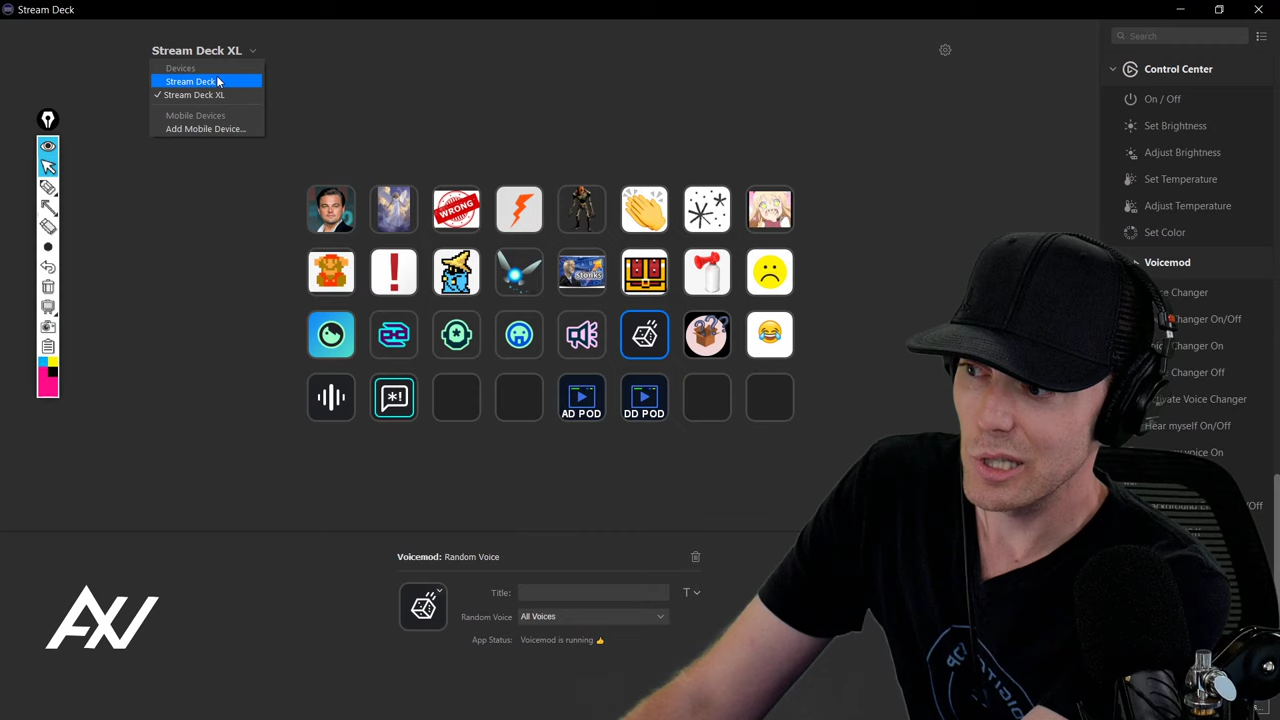 Stream Deck
Stream Deck XL
Devices
Stream Deck
Stream Deck XL
Mobile Devices
Add Mobile Device...
Search
Control Center
On / Off
Set Brightness
Adjust Brightness
Set Temperature
Adjust Temperature
Set Color
Voicemod
Changer
Changer On/Off
On
Changer Off
Voice Changer
Hear myself On/Off
voice On
WRONG
Stonks
*!
AD POD
DD POD
Voicemod: Random Voice
Title:
T
Random Voice
All Voices
App Status:
Voicemod is running 👍